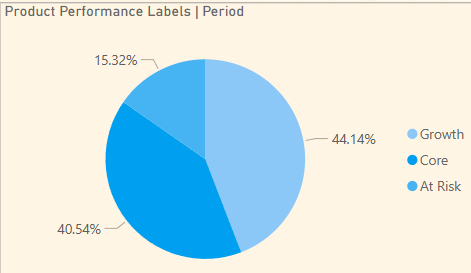 Product Performance Labels | Period
15.32%
44.14%
Growth
Core
At Risk
40.54%